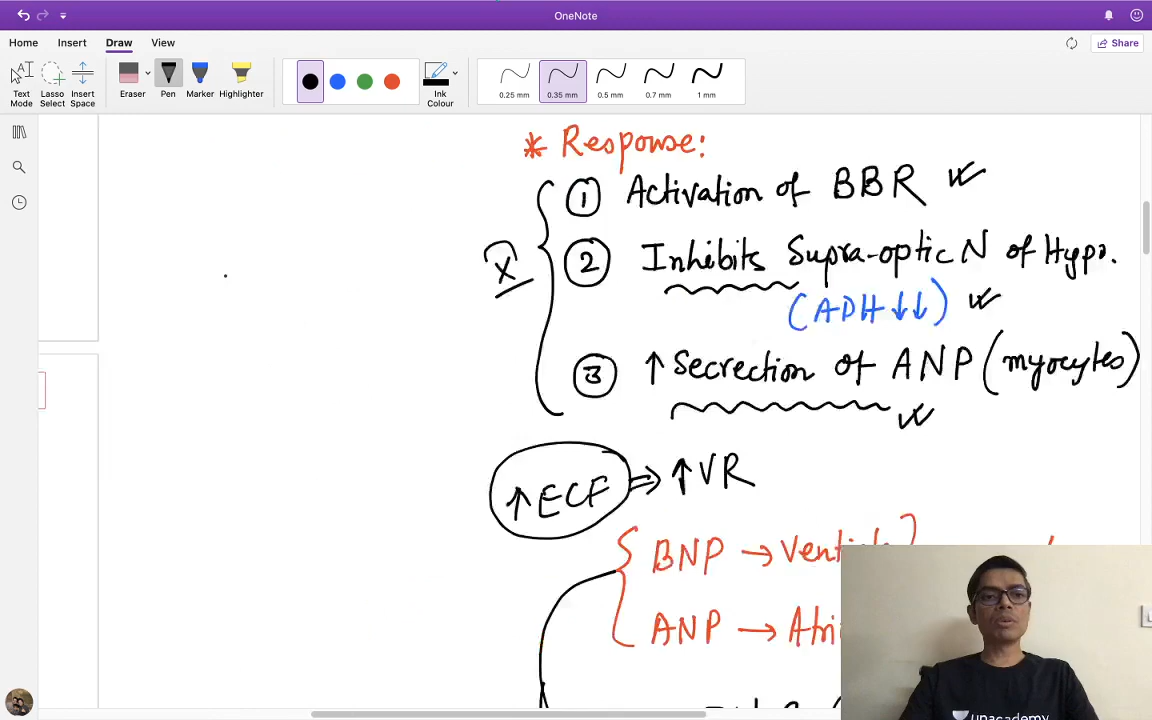 OneNote
Home Insert Draw View
Share
Text Mode
Lasso Select
Insert Space
Eraser
Pen
Marker
Highlighter
Ink Colour
0.25 mm 0.35 mm 0.5 mm 0.7 mm 1 mm
* Response:
① Activation of BBR
X ② Inhibits Supra-optic N of Hypo.
(ADH↓↓)
③ ↑ Secrection of ANP (myocytes)
↑ECF ⇒ ↑VR
BNP → Ventricle
ANP → Atri
unacademy